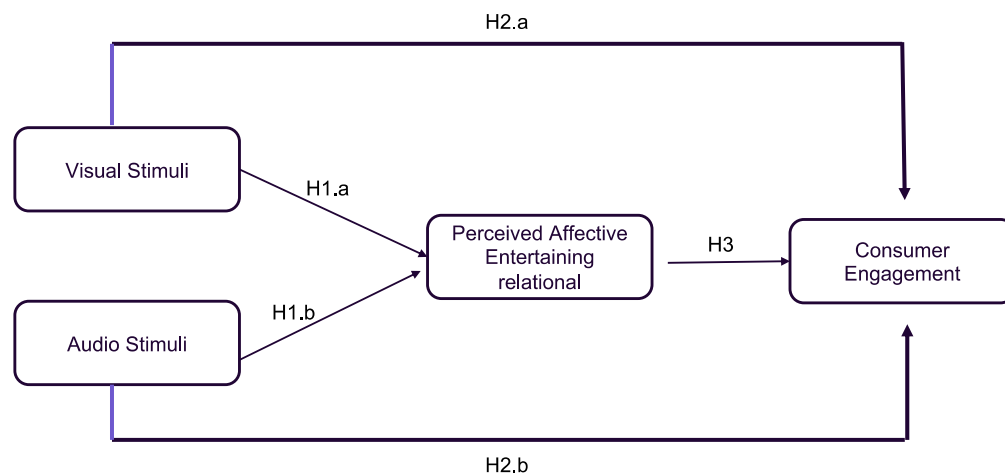 H2.a
Visual Stimuli
H1.a
Perceived Affective
Entertaining
relational
H3
Consumer
Engagement
H1.b
Audio Stimuli
H2.b